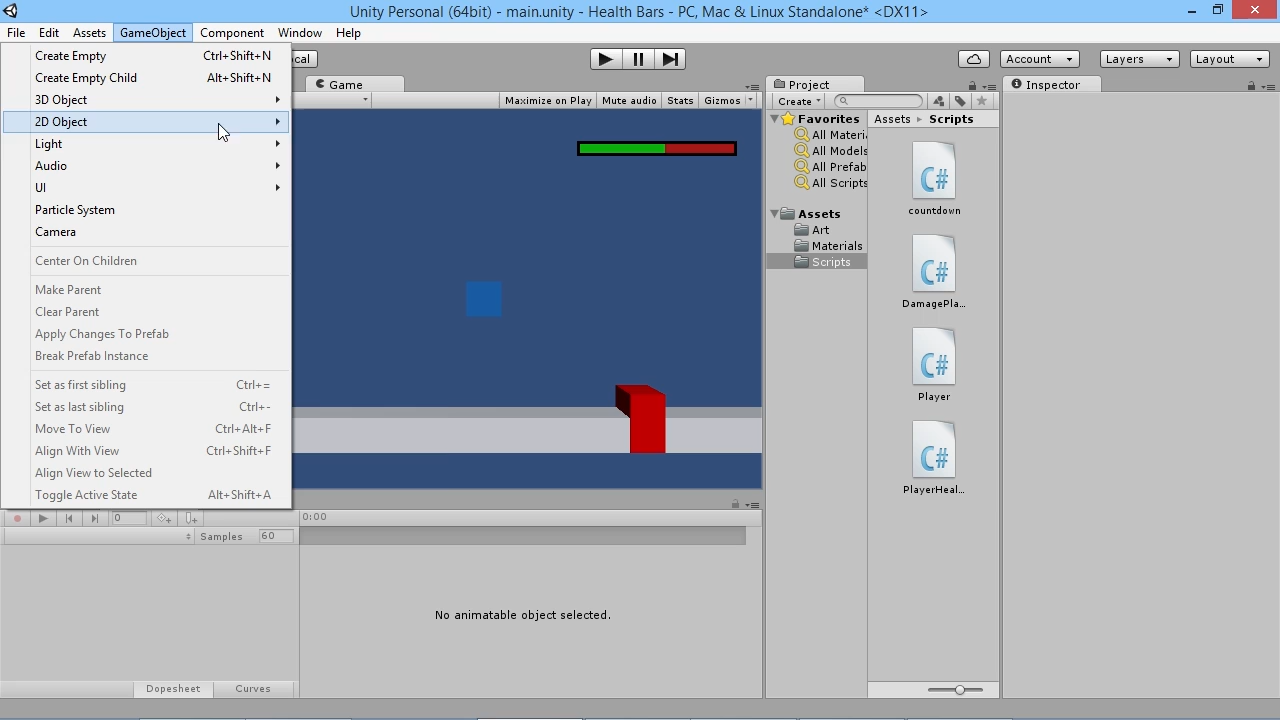 Unity Personal (64bit) - main.unity - Health Bars - PC, Mac & Linux Standalone* <DX11>
File Edit Assets GameObject Component Window Help
Create Empty Ctrl+Shift+N
Create Empty Child Alt+Shift+N
3D Object
2D Object
Light
Audio
UI
Particle System
Camera
Center On Children
Make Parent
Clear Parent
Apply Changes To Prefab
Break Prefab Instance
Set as first sibling Ctrl+=
Set as last sibling Ctrl+-
Move To View Ctrl+Alt+F
Align With View Ctrl+Shift+F
Align View to Selected
Toggle Active State Alt+Shift+A
cal
Account Layers Layout
Game
Maximize on Play Mute audio Stats Gizmos
Project
Create
Favorites
All Materi
All Models
All Prefab
All Scripts
Assets
Art
Materials
Scripts
Assets Scripts
countdown
DamagePla...
Player
PlayerHeal...
Inspector
0 0:00
Samples 60
No animatable object selected.
Dopesheet Curves